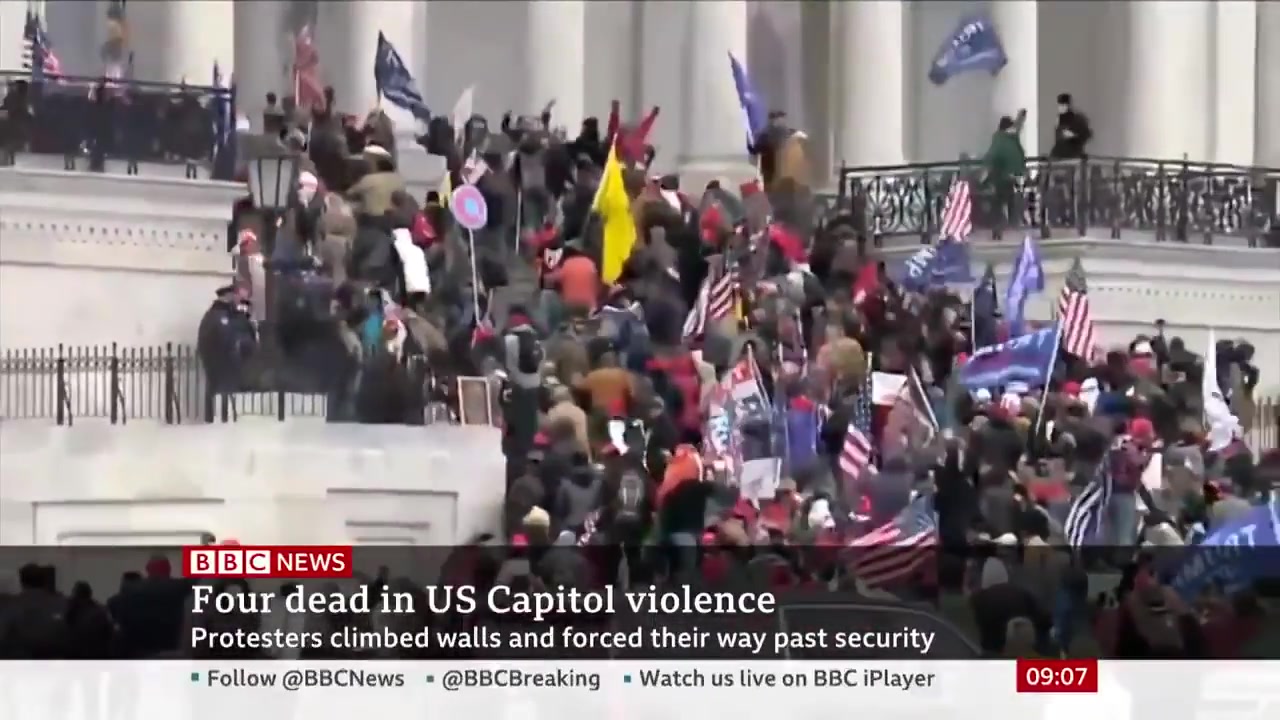 BBC NEWS
Four dead in US Capitol violence
Protesters climbed walls and forced their way past security
Follow @BBCNews @BBCBreaking Watch us live on BBC iPlayer 09:07